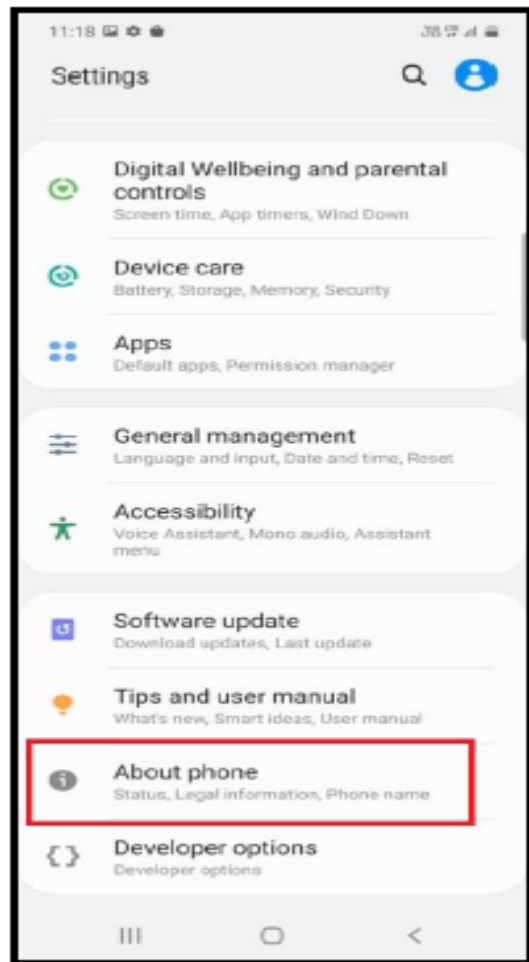 11:18
Settings
Digital Wellbeing and parental
controls
Screen time, App timers, Wind Down
Device care
Battery, Storage, Memory, Security
Apps
Default apps, Permission manager
General management
Language and input, Date and time, Reset
Accessibility
Voice Assistant, Mono audio, Assistant
menu
Software update
Download updates, Last update
Tips and user manual
What's new, Smart ideas, User manual
About phone
Status, Legal information, Phone name
Developer options
Developer options